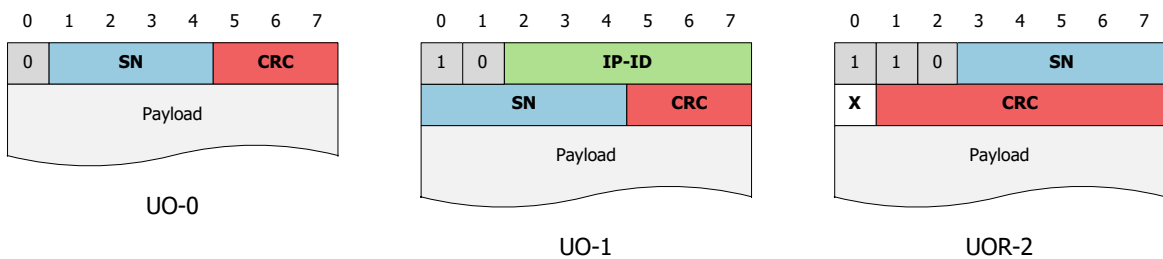 0 1 2 3 4 5 6 7
0 SN CRC
Payload
UO-0
0 1 2 3 4 5 6 7
1 0 IP-ID
SN CRC
Payload
UO-1
0 1 2 3 4 5 6 7
1 1 0 SN
X CRC
Payload
UOR-2